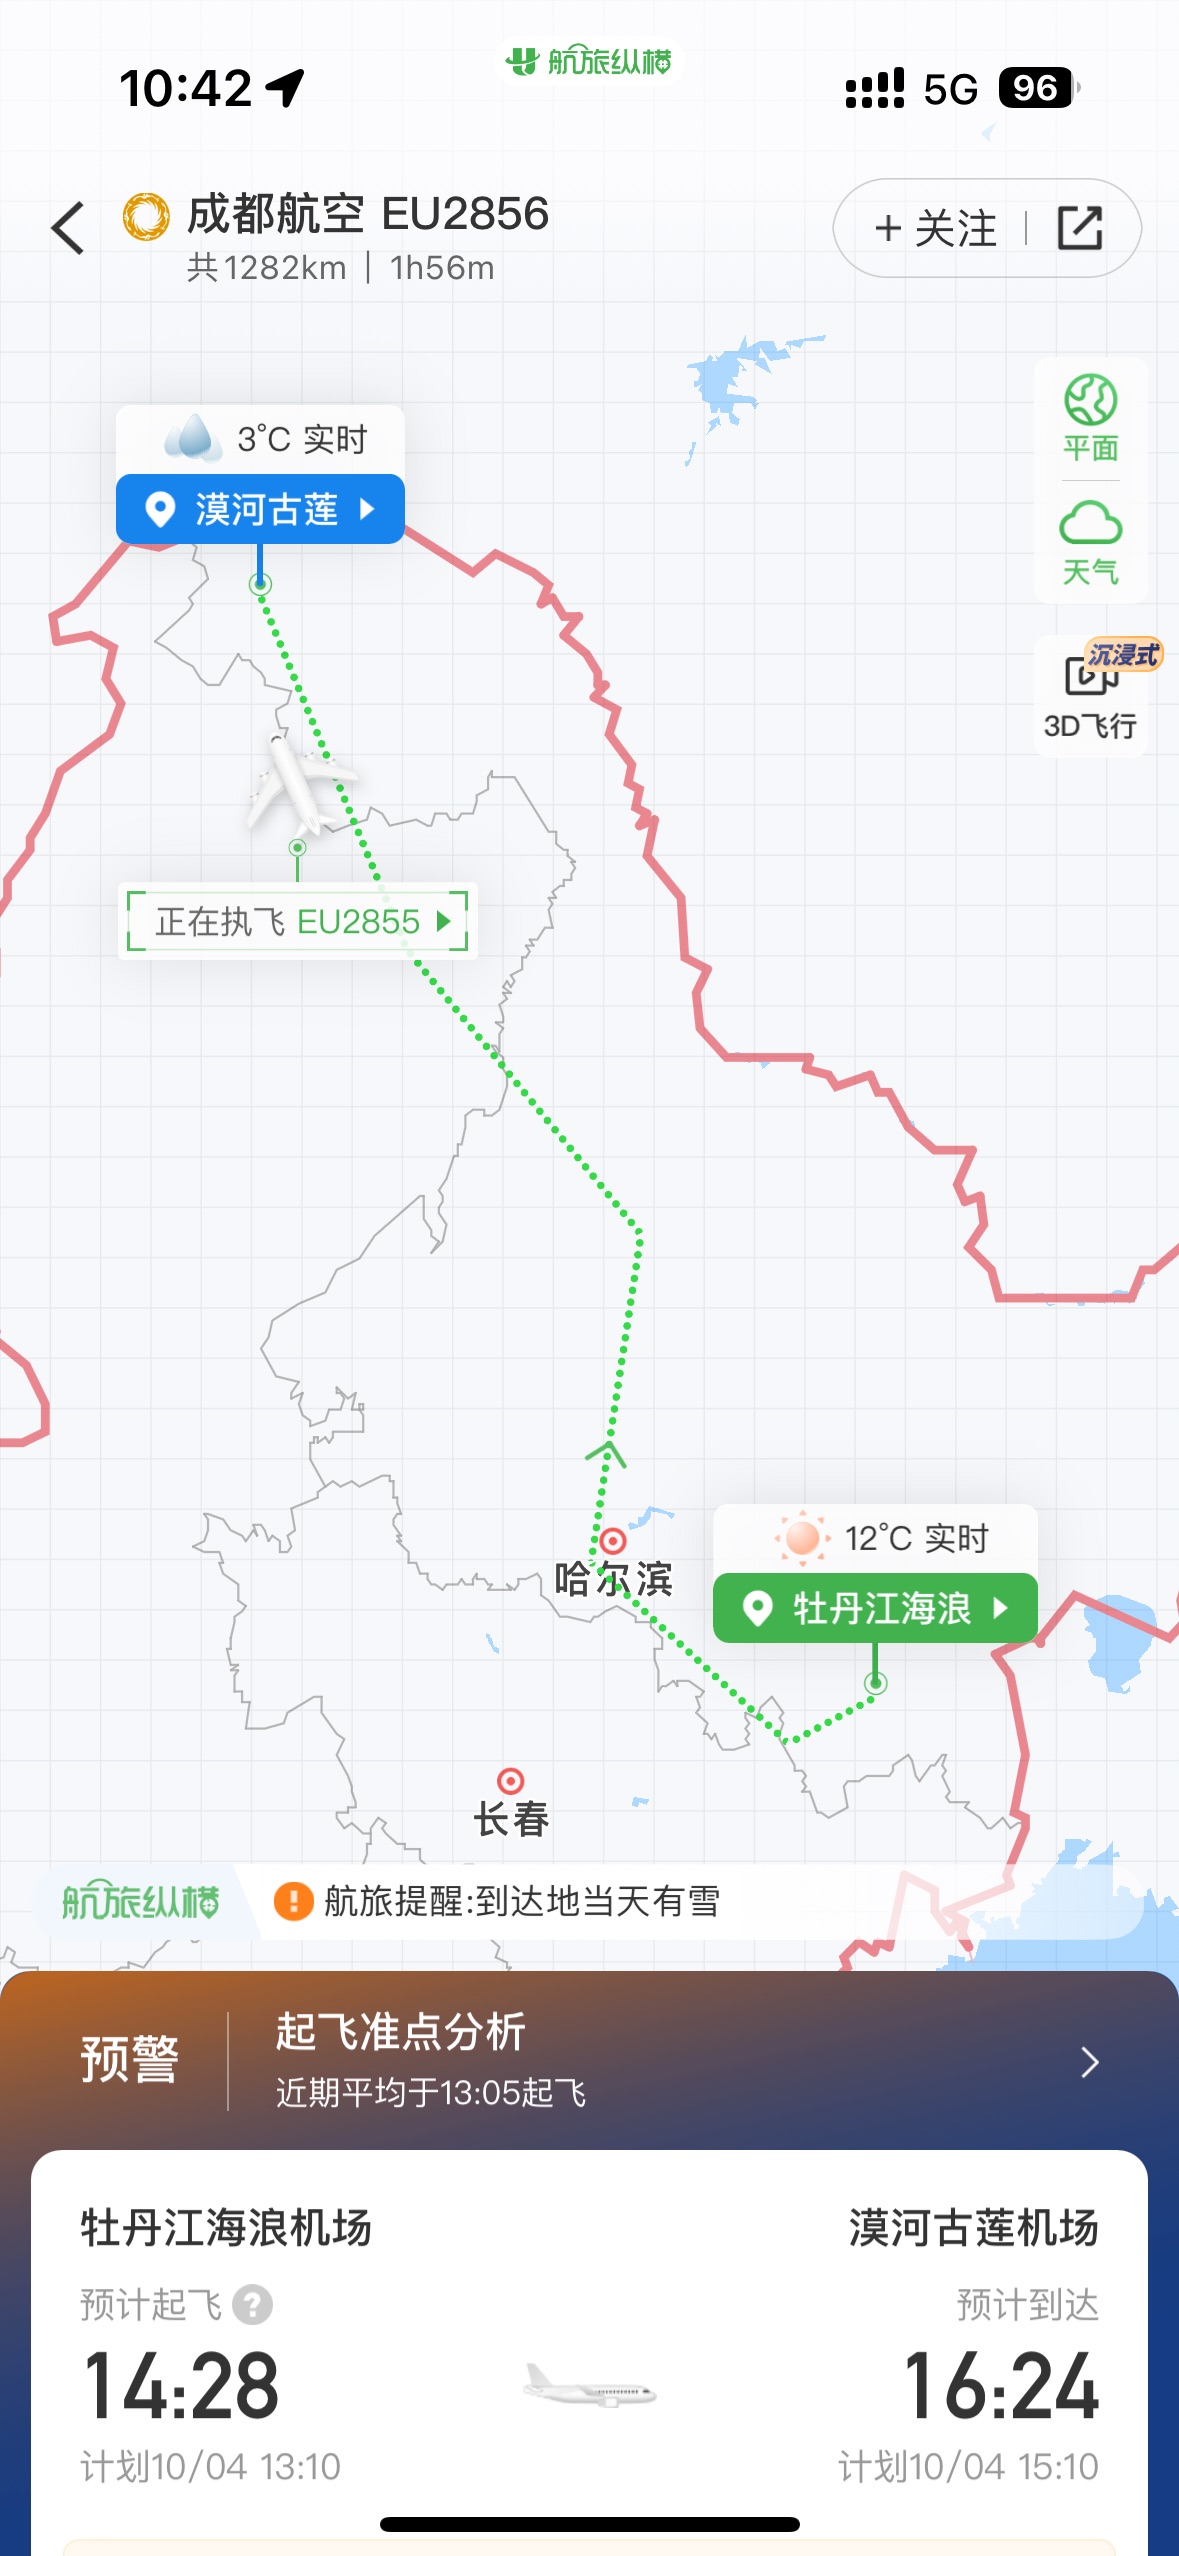 航旅纵横
10:42
5G
96
成都航空 EU2856
共1282km | 1h56m
+ 关注
平面
天气
沉浸式
3D飞行
3°C 实时
漠河古莲
正在执飞 EU2855
哈尔滨
12°C 实时
牡丹江海浪
长春
航旅纵横
航旅提醒:到达地当天有雪
预警
起飞准点分析
近期平均于13:05起飞
牡丹江海浪机场
漠河古莲机场
预计起飞 ?
预计到达
14:28
16:24
计划10/04 13:10
计划10/04 15:10